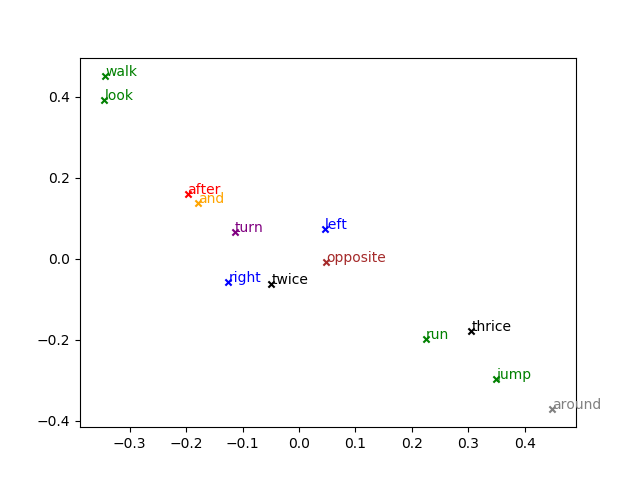 walk
look
0.4
0.2
after
and
turn
left
0.0
opposite
right
twice
−0.2
thrice
run
jump
around
−0.4
−0.3 −0.2 −0.1 0.0 0.1 0.2 0.3 0.4